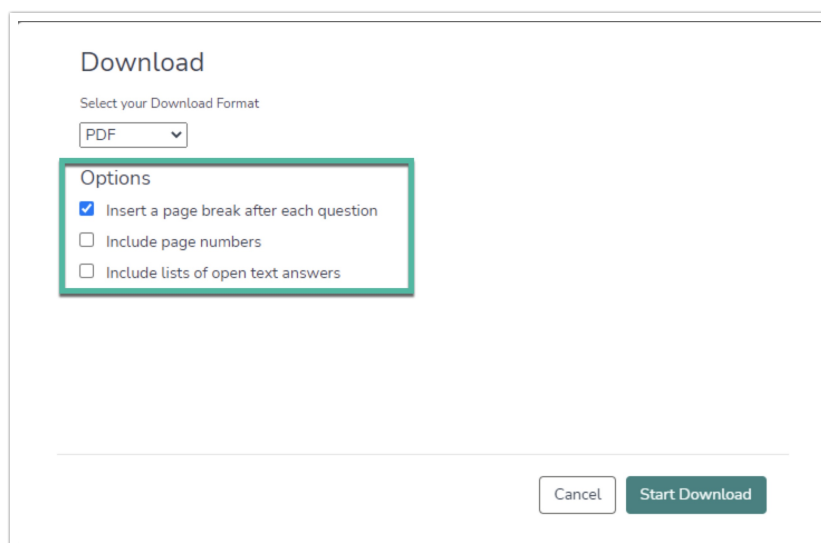 Download
Select your Download Format
PDF
Options
Insert a page break after each question
Include page numbers
Include lists of open text answers
Cancel
Start Download